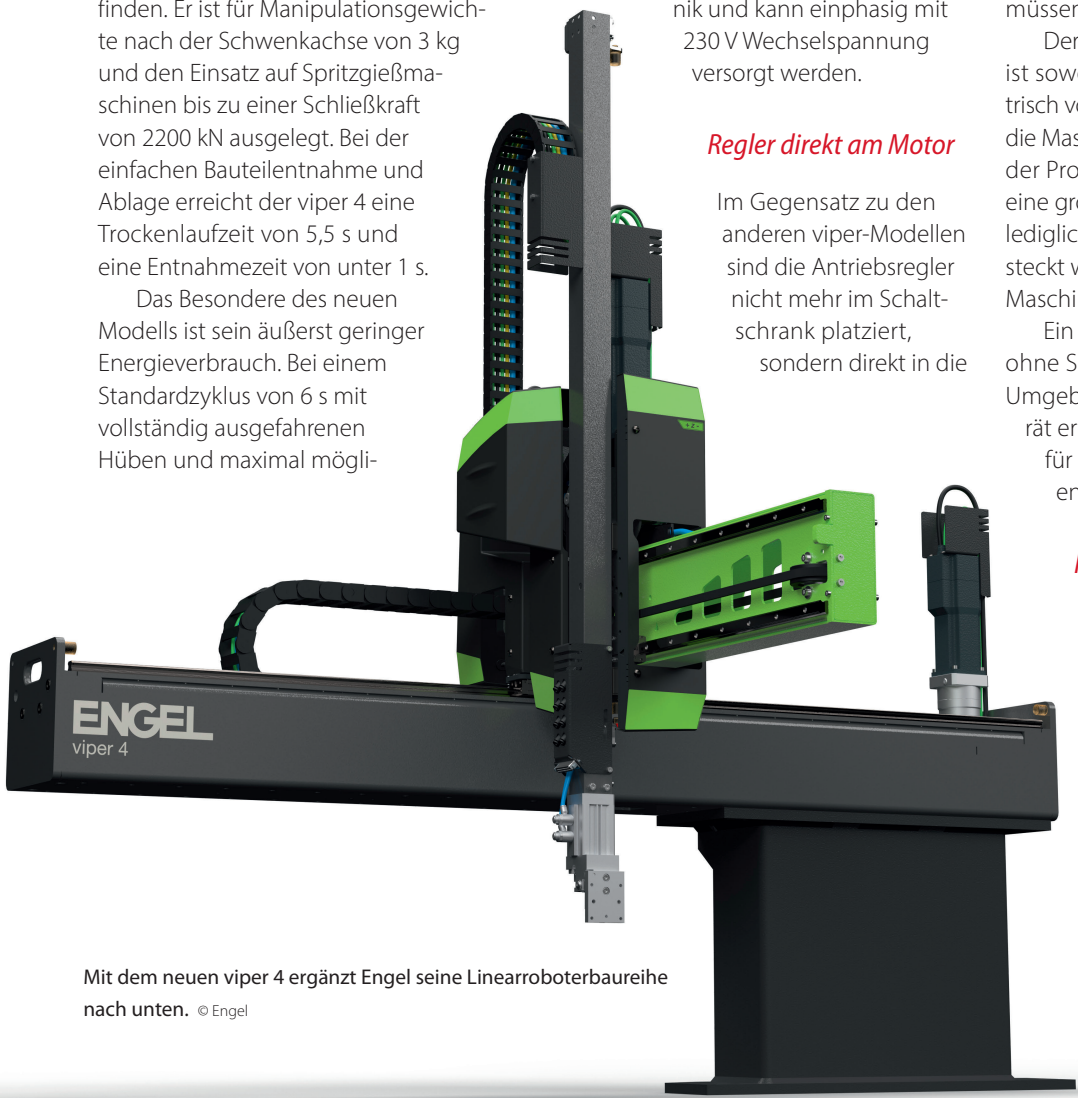 finden. Er ist für Manipulationsgewich-
te nach der Schwenkachse von 3 kg
und den Einsatz auf Spritzgießma-
schinen bis zu einer Schließkraft
von 2200 kN ausgelegt. Bei der
einfachen Bauteilentnahme und
Ablage erreicht der viper 4 eine
Trockenlaufzeit von 5,5 s und
eine Entnahmezeit von unter 1 s.
Das Besondere des neuen
Modells ist sein äußerst geringer
Energieverbrauch. Bei einem
Standardzyklus von 6 s mit
vollständig ausgefahrenen
Hüben und maximal mögli-
nik und kann einphasig mit
230 V Wechselspannung
versorgt werden.
Regler direkt am Motor
Im Gegensatz zu den
anderen viper-Modellen
sind die Antriebsregler
nicht mehr im Schalt-
schrank platziert,
sondern direkt in die
müssen
Der
ist sowe
trisch vo
die Mas
der Pro
eine gro
lediglic
steckt w
Maschi
Ein
ohne S
Umgeb
rät er
für
en
ENGEL
viper 4
Mit dem neuen viper 4 ergänzt Engel seine Linearroboterbaureihe
nach unten. © Engel